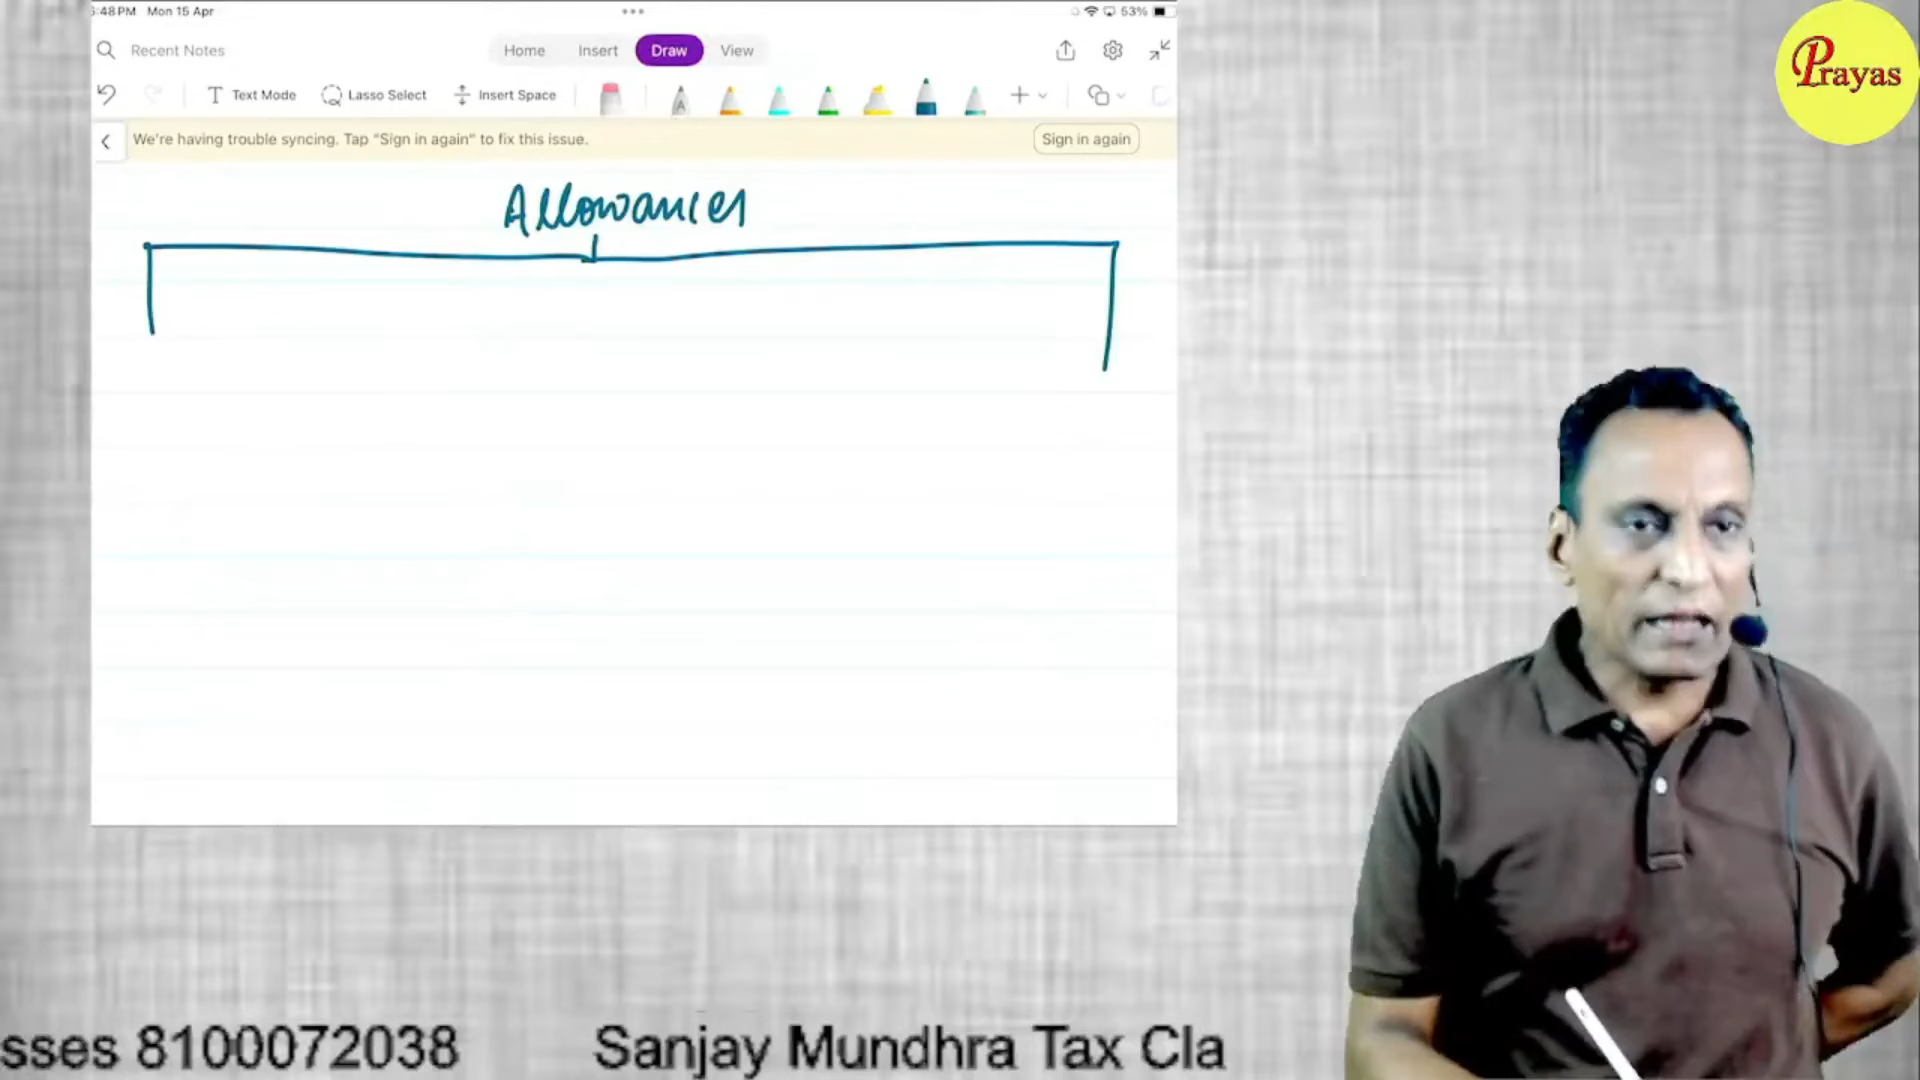 :48 PM Mon 15 Apr
53%
Prayas
Recent Notes
Home Insert Draw View
Text Mode Lasso Select Insert Space
We're having trouble syncing. Tap "Sign in again" to fix this issue.
Sign in again
Allowances
sses 8100072038 Sanjay Mundhra Tax Cla